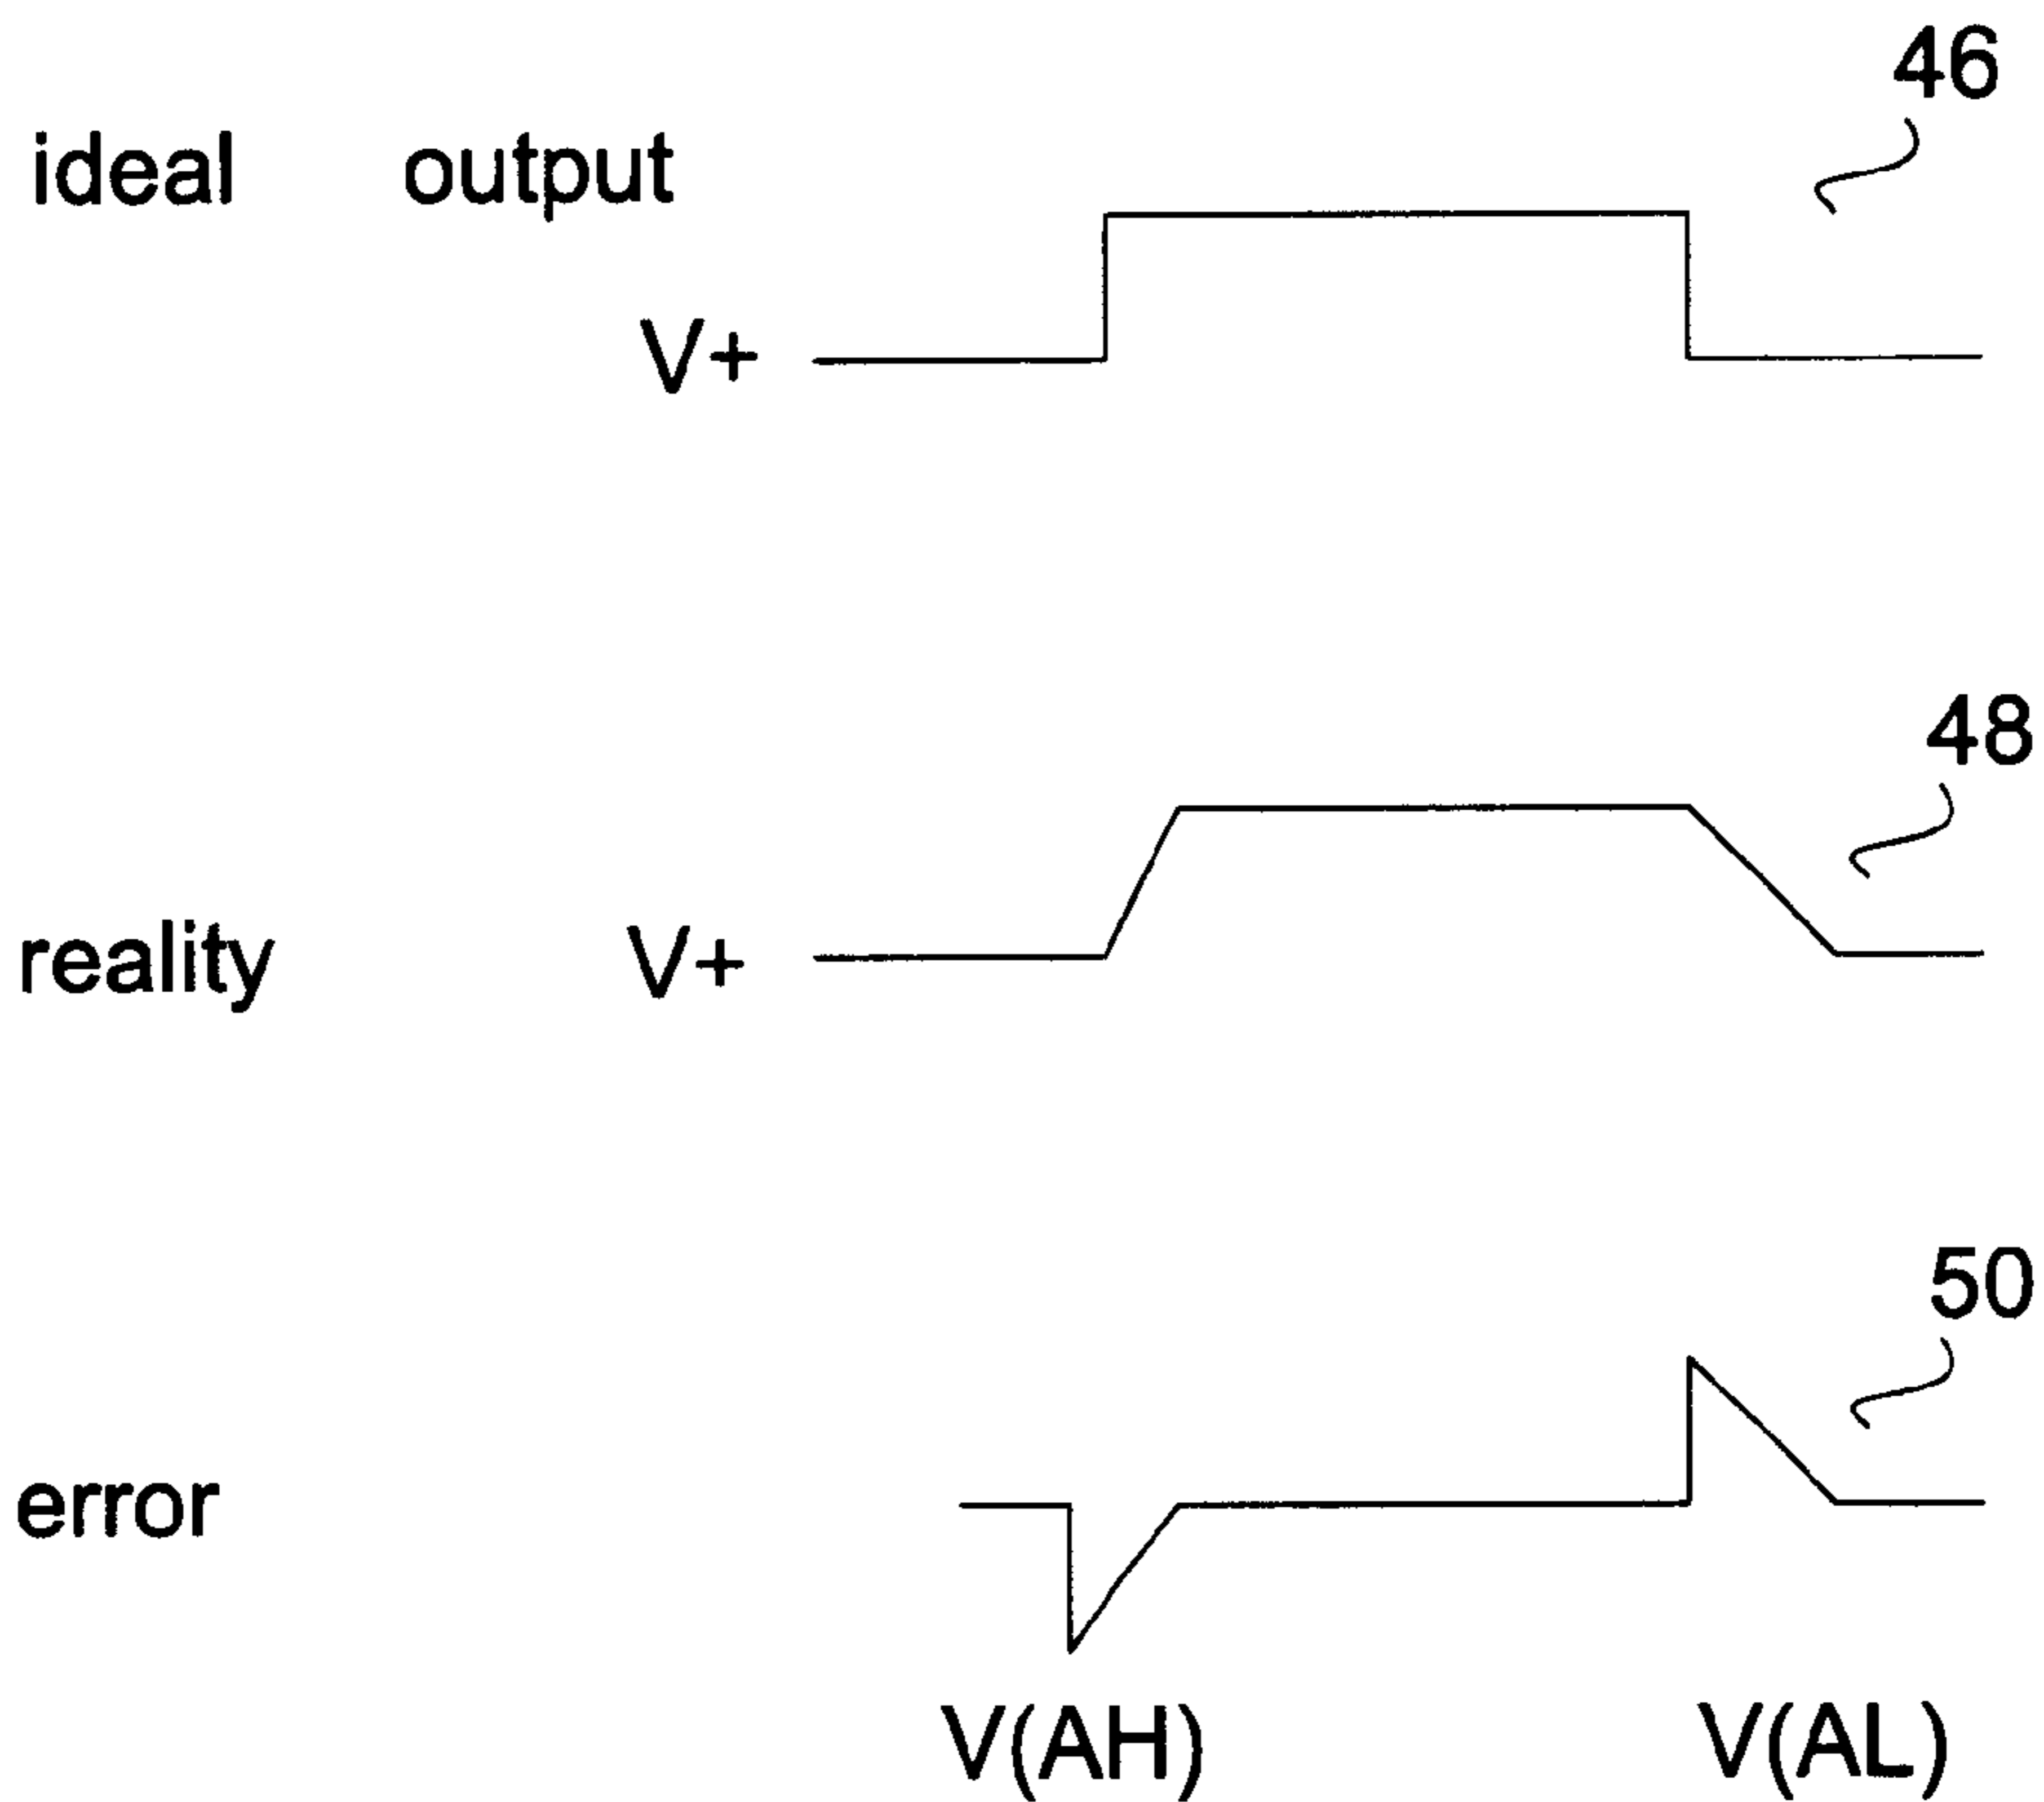 46
ideal output
V+
48
reality V+
50
error
V(AH) V(AL)